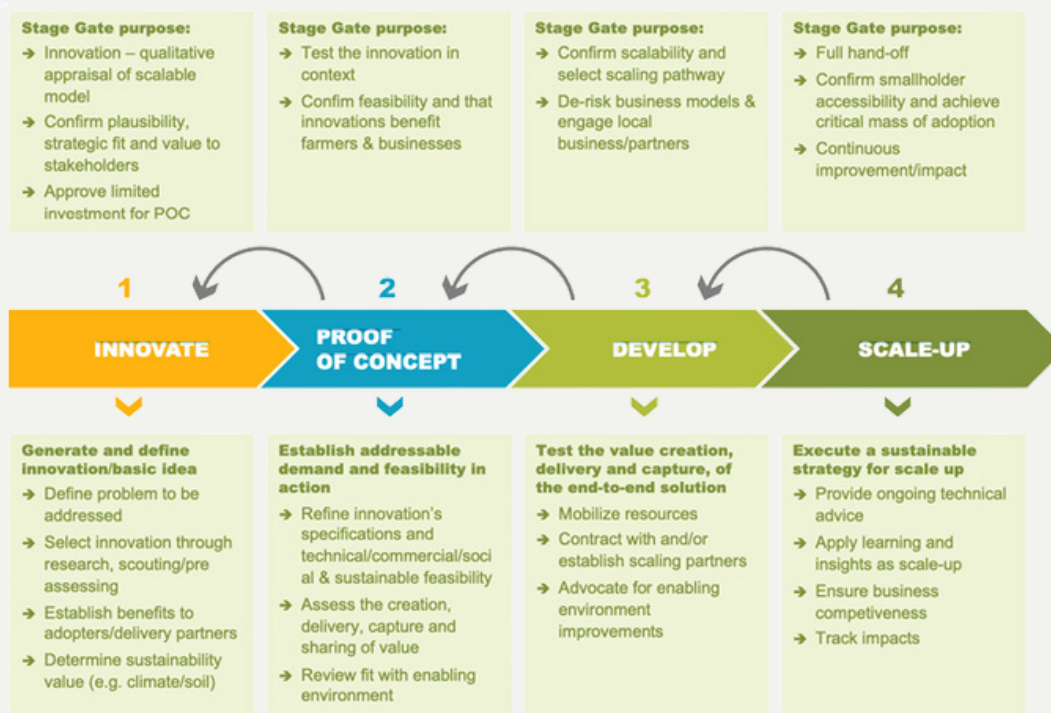 Stage Gate purpose:
→ Innovation – qualitative
appraisal of scalable
model
→ Confirm plausibility,
strategic fit and value to
stakeholders
→ Approve limited
investment for POC
Stage Gate purpose:
→ Test the innovation in
context
→ Confim feasibility and that
innovations benefit
farmers & businesses
Stage Gate purpose:
→ Confirm scalability and
select scaling pathway
→ De-risk business models &
engage local
business/partners
Stage Gate purpose:
→ Full hand-off
→ Confirm smallholder
accessibility and achieve
critical mass of adoption
→ Continuous
improvement/impact
1
2
3
4
INNOVATE
PROOF
OF CONCEPT
DEVELOP
SCALE-UP
Generate and define
innovation/basic idea
→ Define problem to be
addressed
→ Select innovation through
research, scouting/pre
assessing
→ Establish benefits to
adopters/delivery partners
→ Determine sustainability
value (e.g. climate/soil)
Establish addressable
demand and feasibility in
action
→ Refine innovation's
specifications and
technical/commercial/soci
al & sustainable feasibility
→ Assess the creation,
delivery, capture and
sharing of value
→ Review fit with enabling
environment
Test the value creation,
delivery and capture, of
the end-to-end solution
→ Mobilize resources
→ Contract with and/or
establish scaling partners
→ Advocate for enabling
environment
improvements
Execute a sustainable
strategy for scale up
→ Provide ongoing technical
advice
→ Apply learning and
insights as scale-up
→ Ensure business
competiveness
→ Track impacts